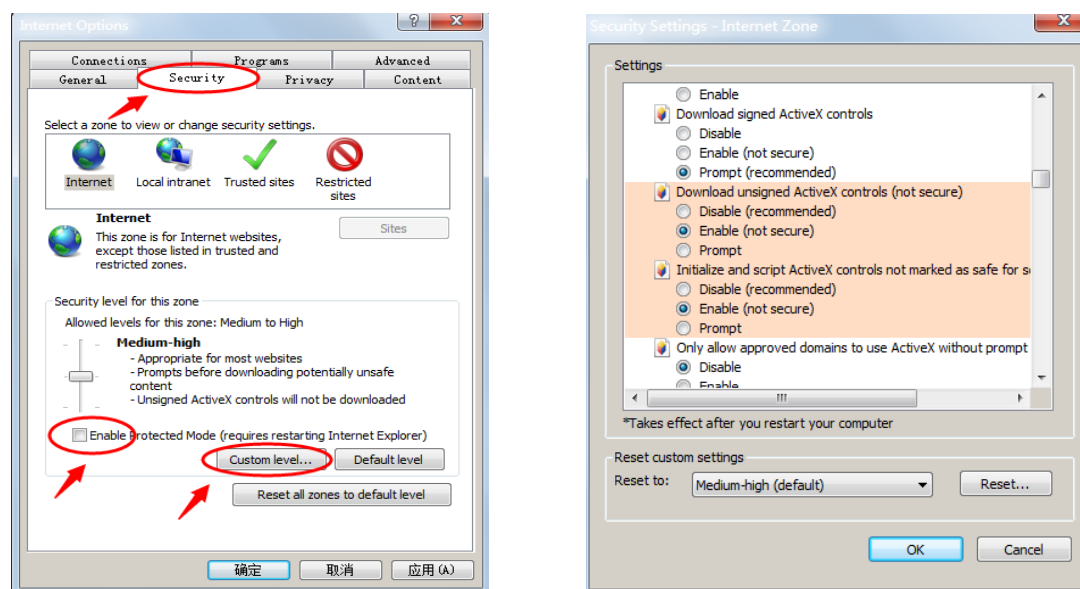 Internet Options
Connections Programs Advanced
General Security Privacy Content
Select a zone to view or change security settings.
Internet Local intranet Trusted sites Restricted
sites
Internet
Sites
This zone is for Internet websites,
except those listed in trusted and
restricted zones.
Security level for this zone
Allowed levels for this zone: Medium to High
Medium-high
- Appropriate for most websites
- Prompts before downloading potentially unsafe
content
- Unsigned ActiveX controls will not be downloaded
Enable Protected Mode (requires restarting Internet Explorer)
Custom level... Default level
Reset all zones to default level
确定 取消 应用(A)
Security Settings - Internet Zone
Settings
Enable
Download signed ActiveX controls
Disable
Enable (not secure)
Prompt (recommended)
Download unsigned ActiveX controls (not secure)
Disable (recommended)
Enable (not secure)
Prompt
Initialize and script ActiveX controls not marked as safe for s
Disable (recommended)
Enable (not secure)
Prompt
Only allow approved domains to use ActiveX without prompt
Disable
Enable
*Takes effect after you restart your computer
Reset custom settings
Reset to: Medium-high (default) Reset...
OK Cancel